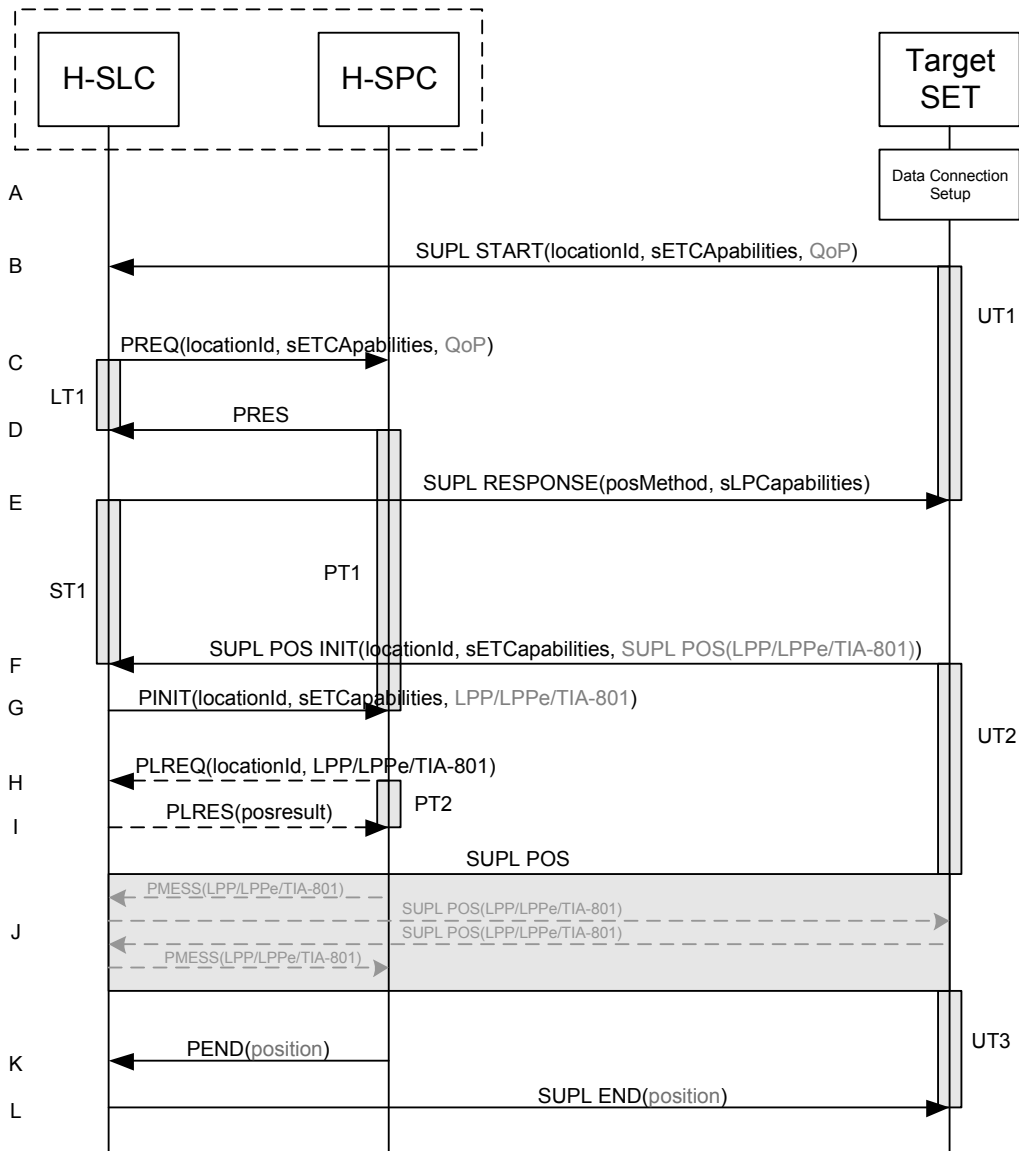 H-SLC
H-SPC
Target
SET
Data Connection
Setup
A
SUPL START(locationId, sETCApabilities, QoP)
B
UT1
PREQ(locationId, sETCApabilities, QoP)
C
LT1
PRES
D
SUPL RESPONSE(posMethod, sLPCapabilities)
E
PT1
ST1
SUPL POS INIT(locationId, sETCapabilities, SUPL POS(LPP/LPPe/TIA-801))
F
PINIT(locationId, sETCapabilities, LPP/LPPe/TIA-801)
G
UT2
PLREQ(locationId, LPP/LPPe/TIA-801)
H
PT2
PLRES(posresult)
I
SUPL POS
PMESS(LPP/LPPe/TIA-801)
SUPL POS(LPP/LPPe/TIA-801)
J
SUPL POS(LPP/LPPe/TIA-801)
PMESS(LPP/LPPe/TIA-801)
UT3
PEND(position)
K
SUPL END(position)
L